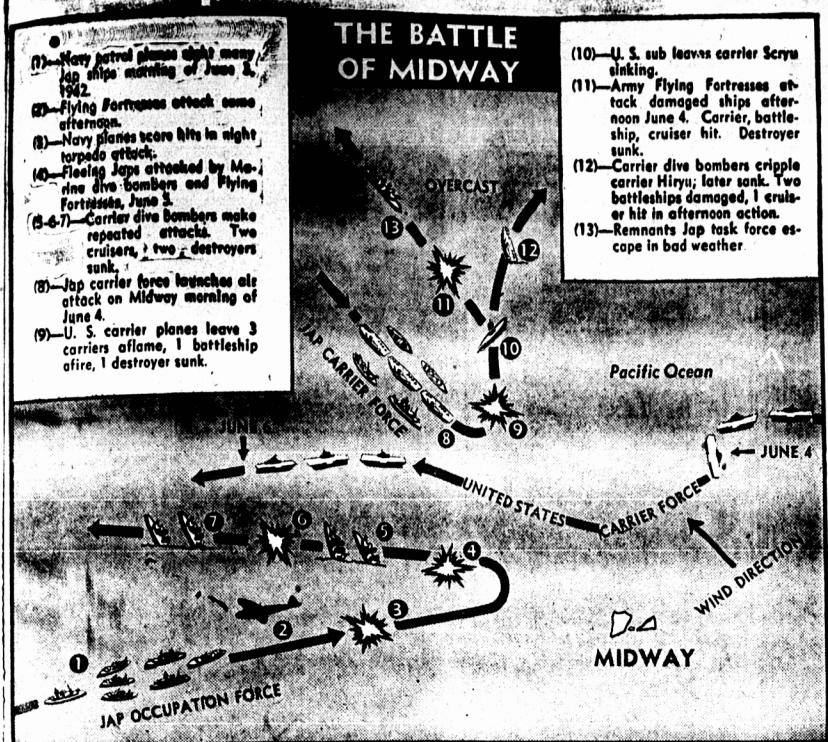 THE BATTLE
OF MIDWAY
(1)—Navy patrol planes sight many
Jap ships morning of June 3,
1942.
(2)—Flying Fortresses attack same
afternoon.
(3)—Navy planes score hits in night
torpedo attack.
(4)—Fleeing Japs attacked by Ma-
rine dive bombers and Flying
Fortresses, June 5.
(5-6-7)—Carrier dive bombers make
repeated attacks. Two
cruisers, two destroyers
sunk.
(8)—Jap carrier force launches air
attack on Midway morning of
June 4.
(9)—U. S. carrier planes leave 3
carriers aflame, 1 battleship
afire, 1 destroyer sunk.
(10)—U. S. sub leaves carrier Soryu
sinking.
(11)—Army Flying Fortresses at-
tack damaged ships after-
noon June 4. Carrier, battle-
ship, cruiser hit. Destroyer
sunk.
(12)—Carrier dive bombers cripple
carrier Hiryu; later sank. Two
battleships damaged, 1 cruis-
er hit in afternoon action.
(13)—Remnants Jap task force es-
cape in bad weather
OVERCAST
13
12
11
10
JAP CARRIER FORCE
Pacific Ocean
8
9
JUNE 6
JUNE 4
UNITED STATES CARRIER FORCE
7
6
5
4
WIND DIRECTION
3
2
MIDWAY
1
JAP OCCUPATION FORCE